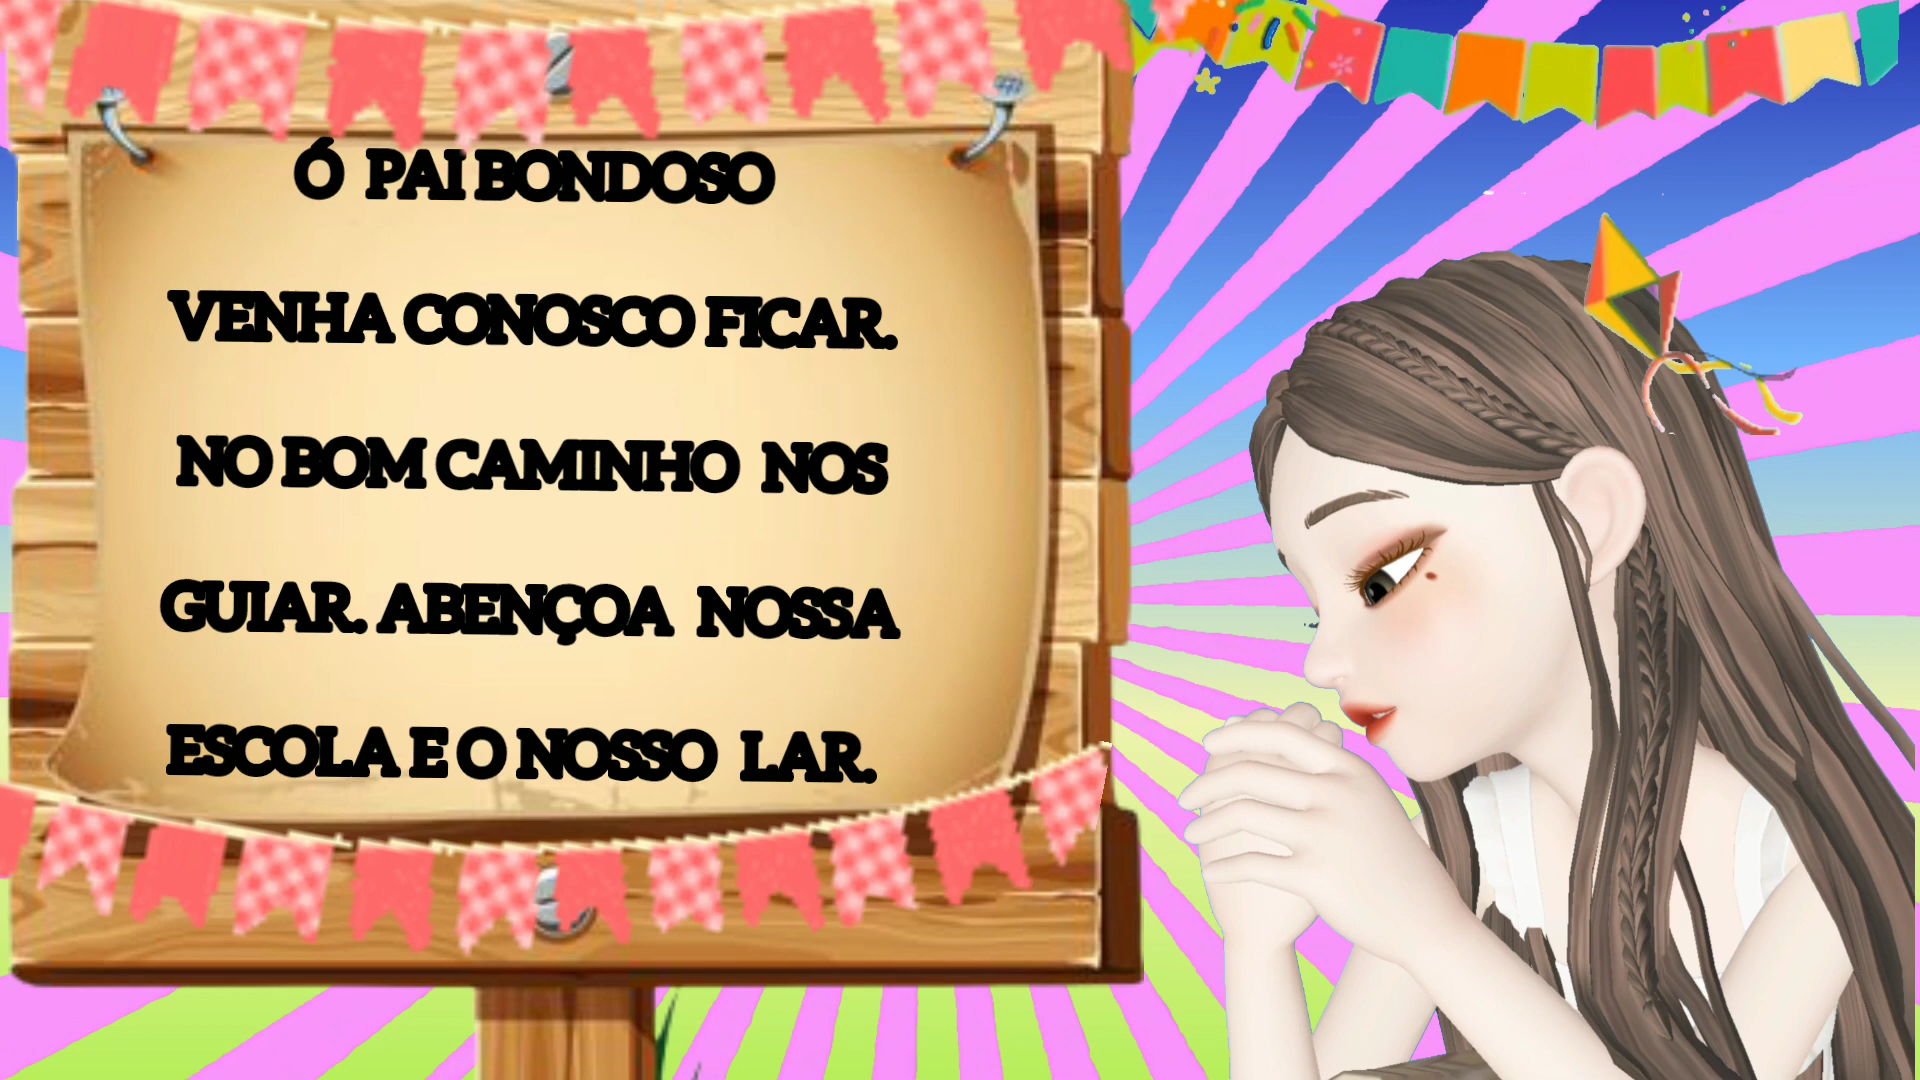 Ó PAI BONDOSO
VENHA CONOSCO FICAR.
NO BOM CAMINHO NOS
GUIAR. ABENÇOA NOSSA
ESCOLA E O NOSSO LAR.